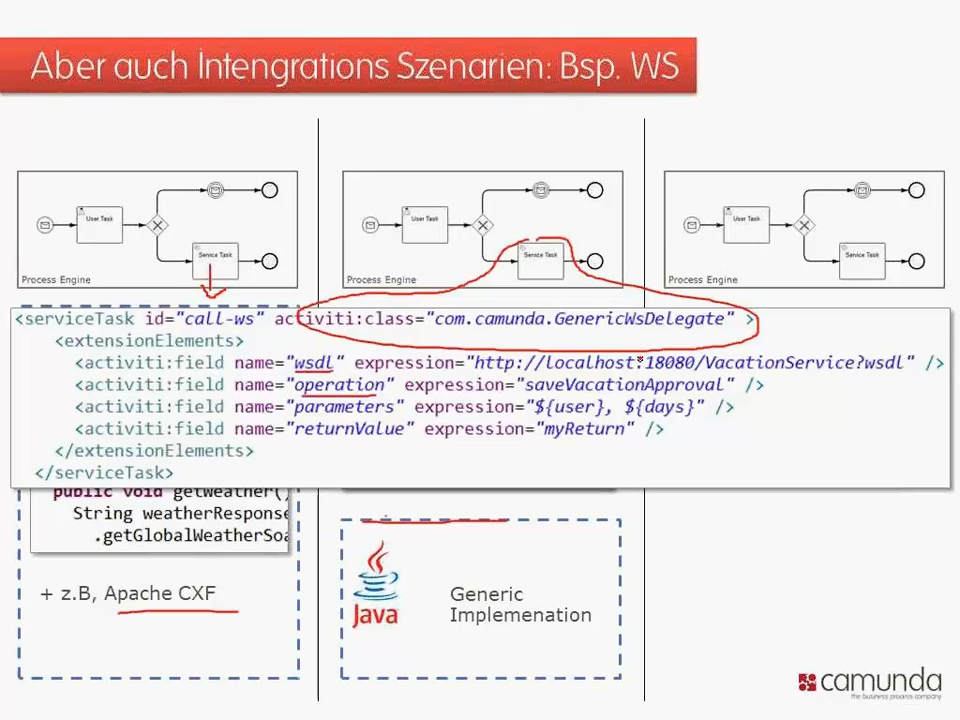 Aber auch Intengrations Szenarien: Bsp. WS
User Task
Service Task
Process Engine
User Task
Service Task
Process Engine
User Task
Service Task
Process Engine
<serviceTask id="call-ws" activiti:class="com.camunda.GenericWsDelegate" >
<extensionElements>
<activiti:field name="wsdl" expression="http://localhost:18080/VacationService?wsdl" />
<activiti:field name="operation" expression="saveVacationApproval" />
<activiti:field name="parameters" expression="${user}, ${days}" />
<activiti:field name="returnValue" expression="myReturn" />
</extensionElements>
</serviceTask>
public void getWeather()
String weatherResponse
.getGlobalWeatherSoa
+ z.B, Apache CXF
Java
Generic
Implemenation
camunda
the business process company